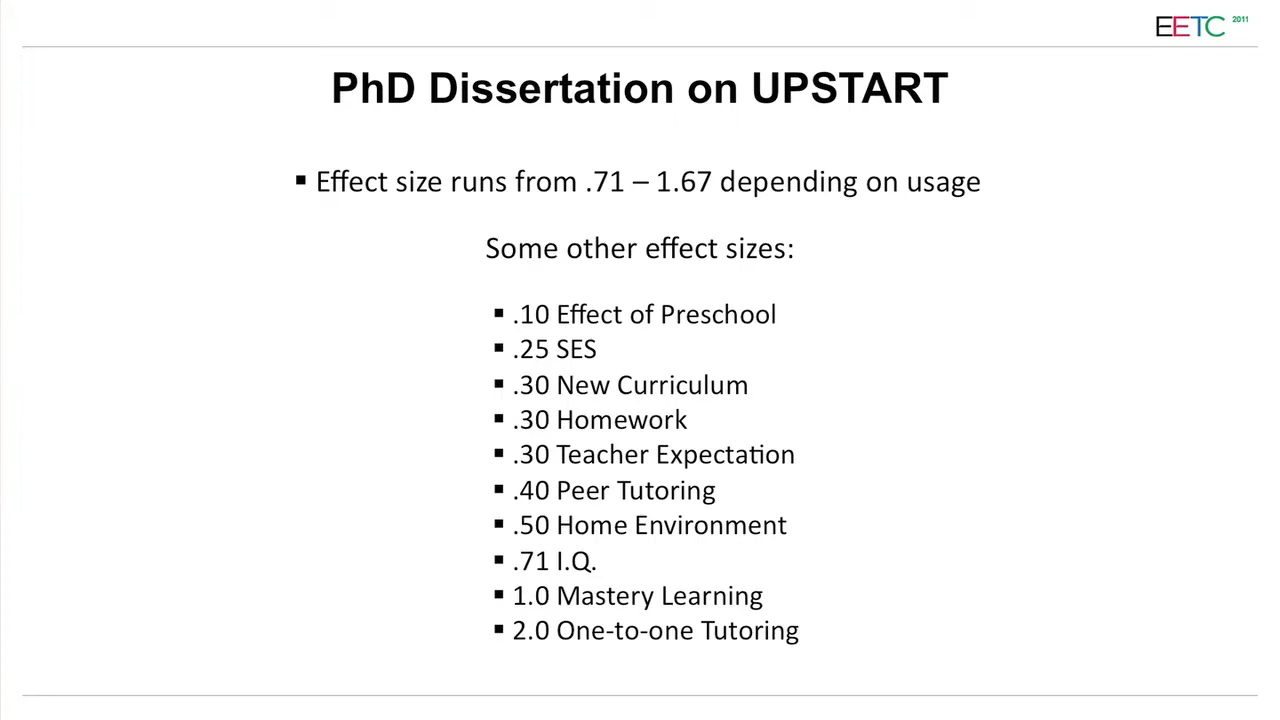 EETC 2011
PhD Dissertation on UPSTART
▪ Effect size runs from .71 – 1.67 depending on usage
Some other effect sizes:
▪ .10 Effect of Preschool
▪ .25 SES
▪ .30 New Curriculum
▪ .30 Homework
▪ .30 Teacher Expectation
▪ .40 Peer Tutoring
▪ .50 Home Environment
▪ .71 I.Q.
▪ 1.0 Mastery Learning
▪ 2.0 One-to-one Tutoring